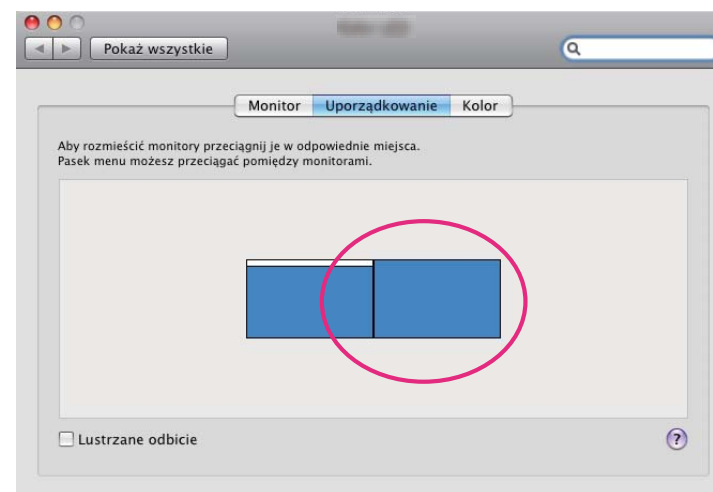 Pokaż wszystkie
Monitor Uporządkowanie Kolor
Aby rozmieścić monitory przeciągnij je w odpowiednie miejsca.
Pasek menu możesz przeciągać pomiędzy monitorami.
Lustrzane odbicie
?